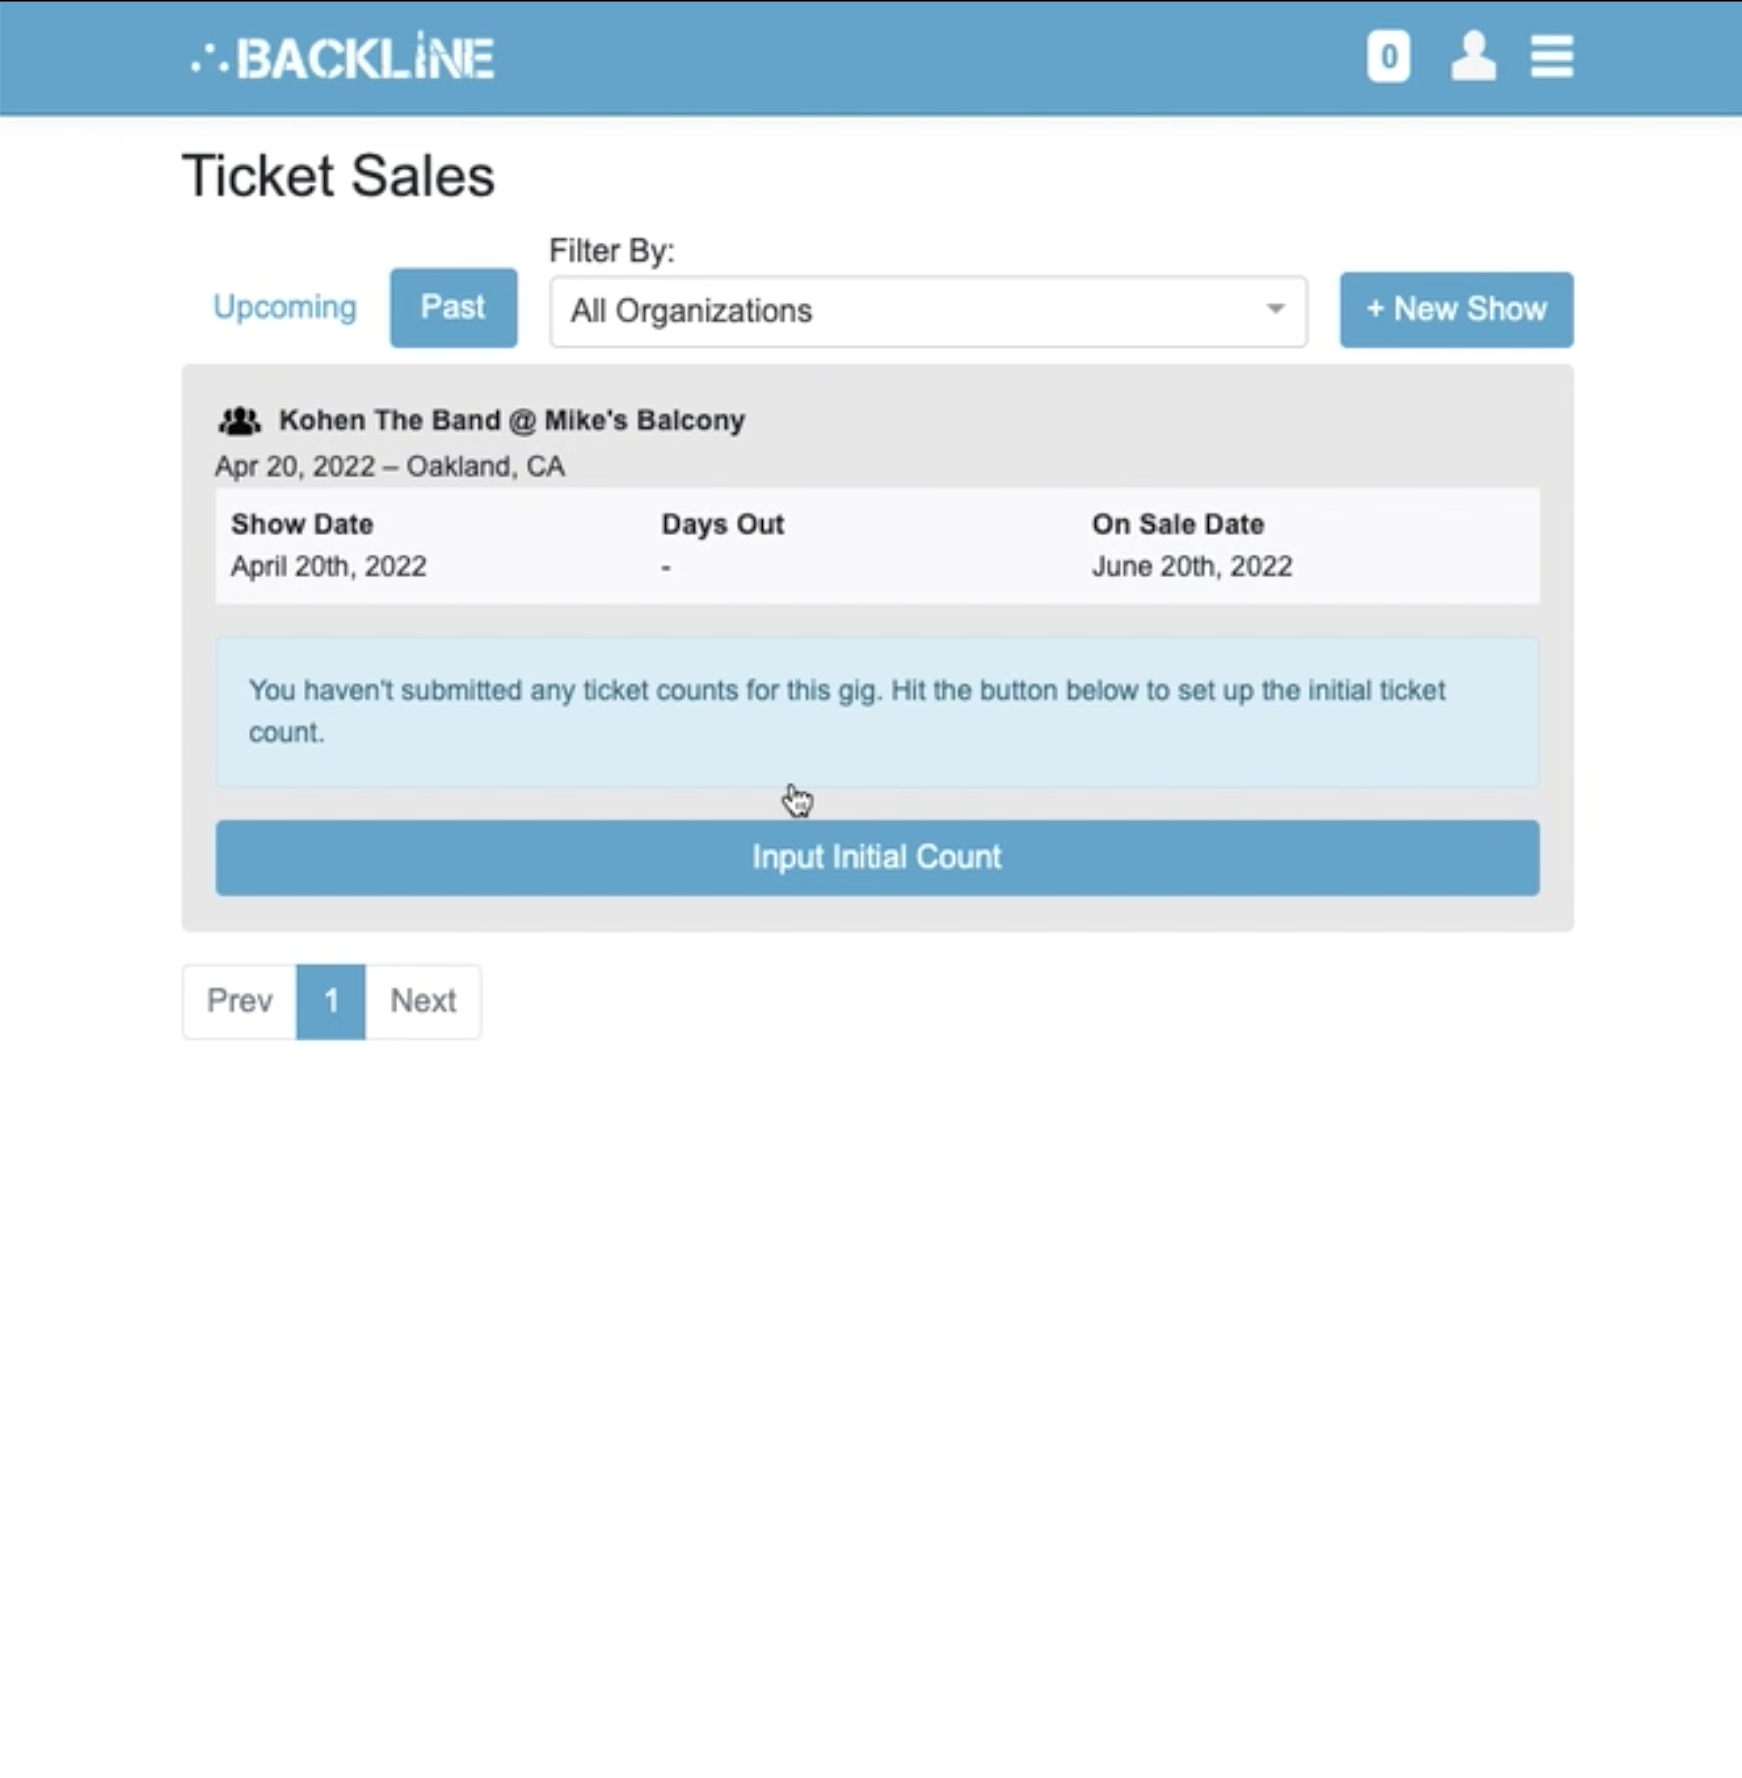 BACKLINE
0
Ticket Sales
Filter By:
Upcoming
Past
All Organizations
+ New Show
Kohen The Band @ Mike's Balcony
Apr 20, 2022 – Oakland, CA
Show Date
Days Out
On Sale Date
April 20th, 2022
-
June 20th, 2022
You haven't submitted any ticket counts for this gig. Hit the button below to set up the initial ticket
count.
Input Initial Count
Prev
1
Next